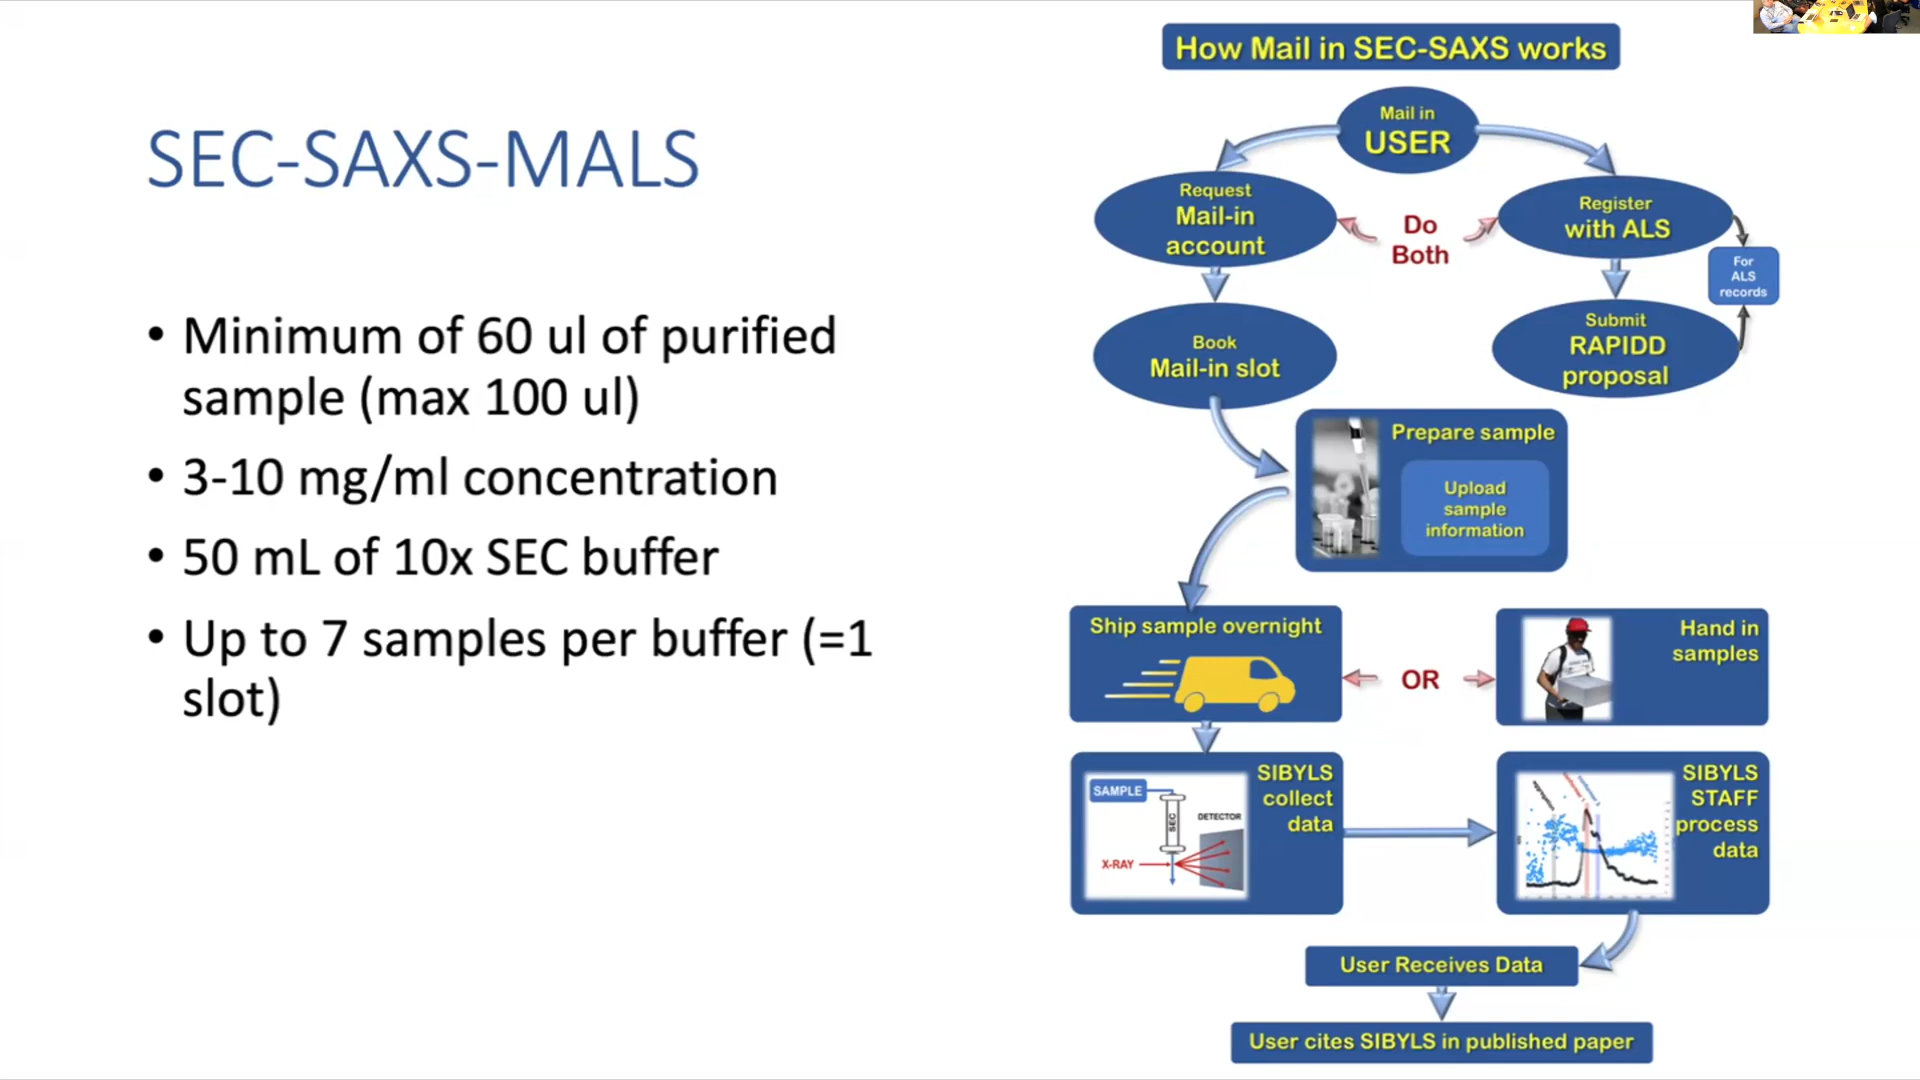 SEC-SAXS-MALS
• Minimum of 60 ul of purified
sample (max 100 ul)
• 3-10 mg/ml concentration
• 50 mL of 10x SEC buffer
• Up to 7 samples per buffer (=1
slot)
How Mail in SEC-SAXS works
Mail in
USER
Request
Mail-in
account
Do
Both
Register
with ALS
For
ALS
records
Book
Mail-in slot
Submit
RAPIDD
proposal
Prepare sample
Upload
sample
information
Ship sample overnight
OR
Hand in
samples
SIBYLS
collect
data
SAMPLE
SEC
DETECTOR
X-RAY
SIBYLS
STAFF
process
data
User Receives Data
User cites SIBYLS in published paper